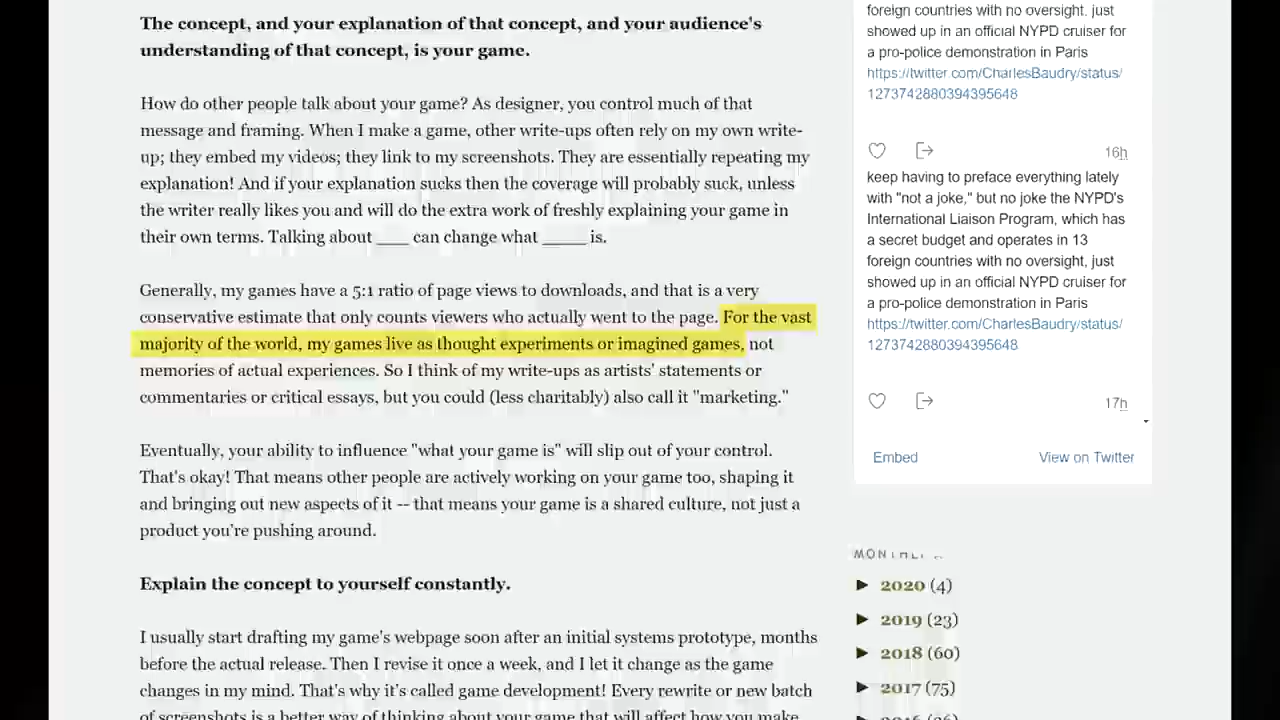 The concept, and your explanation of that concept, and your audience's
understanding of that concept, is your game.
How do other people talk about your game? As designer, you control much of that
message and framing. When I make a game, other write-ups often rely on my own write-
up; they embed my videos; they link to my screenshots. They are essentially repeating my
explanation! And if your explanation sucks then the coverage will probably suck, unless
the writer really likes you and will do the extra work of freshly explaining your game in
their own terms. Talking about ____ can change what _____ is.
Generally, my games have a 5:1 ratio of page views to downloads, and that is a very
conservative estimate that only counts viewers who actually went to the page. For the vast
majority of the world, my games live as thought experiments or imagined games, not
memories of actual experiences. So I think of my write-ups as artists' statements or
commentaries or critical essays, but you could (less charitably) also call it "marketing."
Eventually, your ability to influence "what your game is" will slip out of your control.
That's okay! That means other people are actively working on your game too, shaping it
and bringing out new aspects of it -- that means your game is a shared culture, not just a
product you're pushing around.
Explain the concept to yourself constantly.
I usually start drafting my game's webpage soon after an initial systems prototype, months
before the actual release. Then I revise it once a week, and I let it change as the game
changes in my mind. That's why it's called game development! Every rewrite or new batch
of screenshots is a better way of thinking about your game that will affect how you make
foreign countries with no oversight, just
showed up in an official NYPD cruiser for
a pro-police demonstration in Paris
https://twitter.com/CharlesBaudry/status/
1273742880394395648
16h
keep having to preface everything lately
with "not a joke," but no joke the NYPD's
International Liaison Program, which has
a secret budget and operates in 13
foreign countries with no oversight, just
showed up in an official NYPD cruiser for
a pro-police demonstration in Paris
https://twitter.com/CharlesBaudry/status/
1273742880394395648
17h
Embed View on Twitter
► 2020 (4)
► 2019 (23)
► 2018 (60)
► 2017 (75)